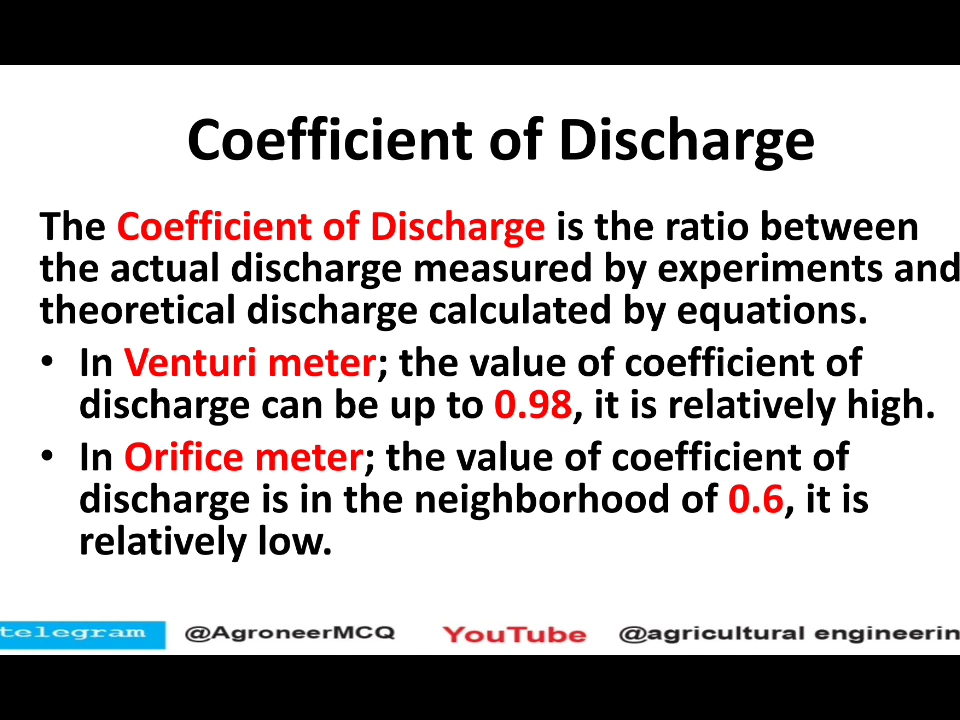 Coefficient of Discharge
The Coefficient of Discharge is the ratio between
the actual discharge measured by experiments and
theoretical discharge calculated by equations.
• In Venturi meter; the value of coefficient of
discharge can be up to 0.98, it is relatively high.
• In Orifice meter; the value of coefficient of
discharge is in the neighborhood of 0.6, it is
relatively low.
telegram @AgroneerMCQ YouTube @agricultural engineerin